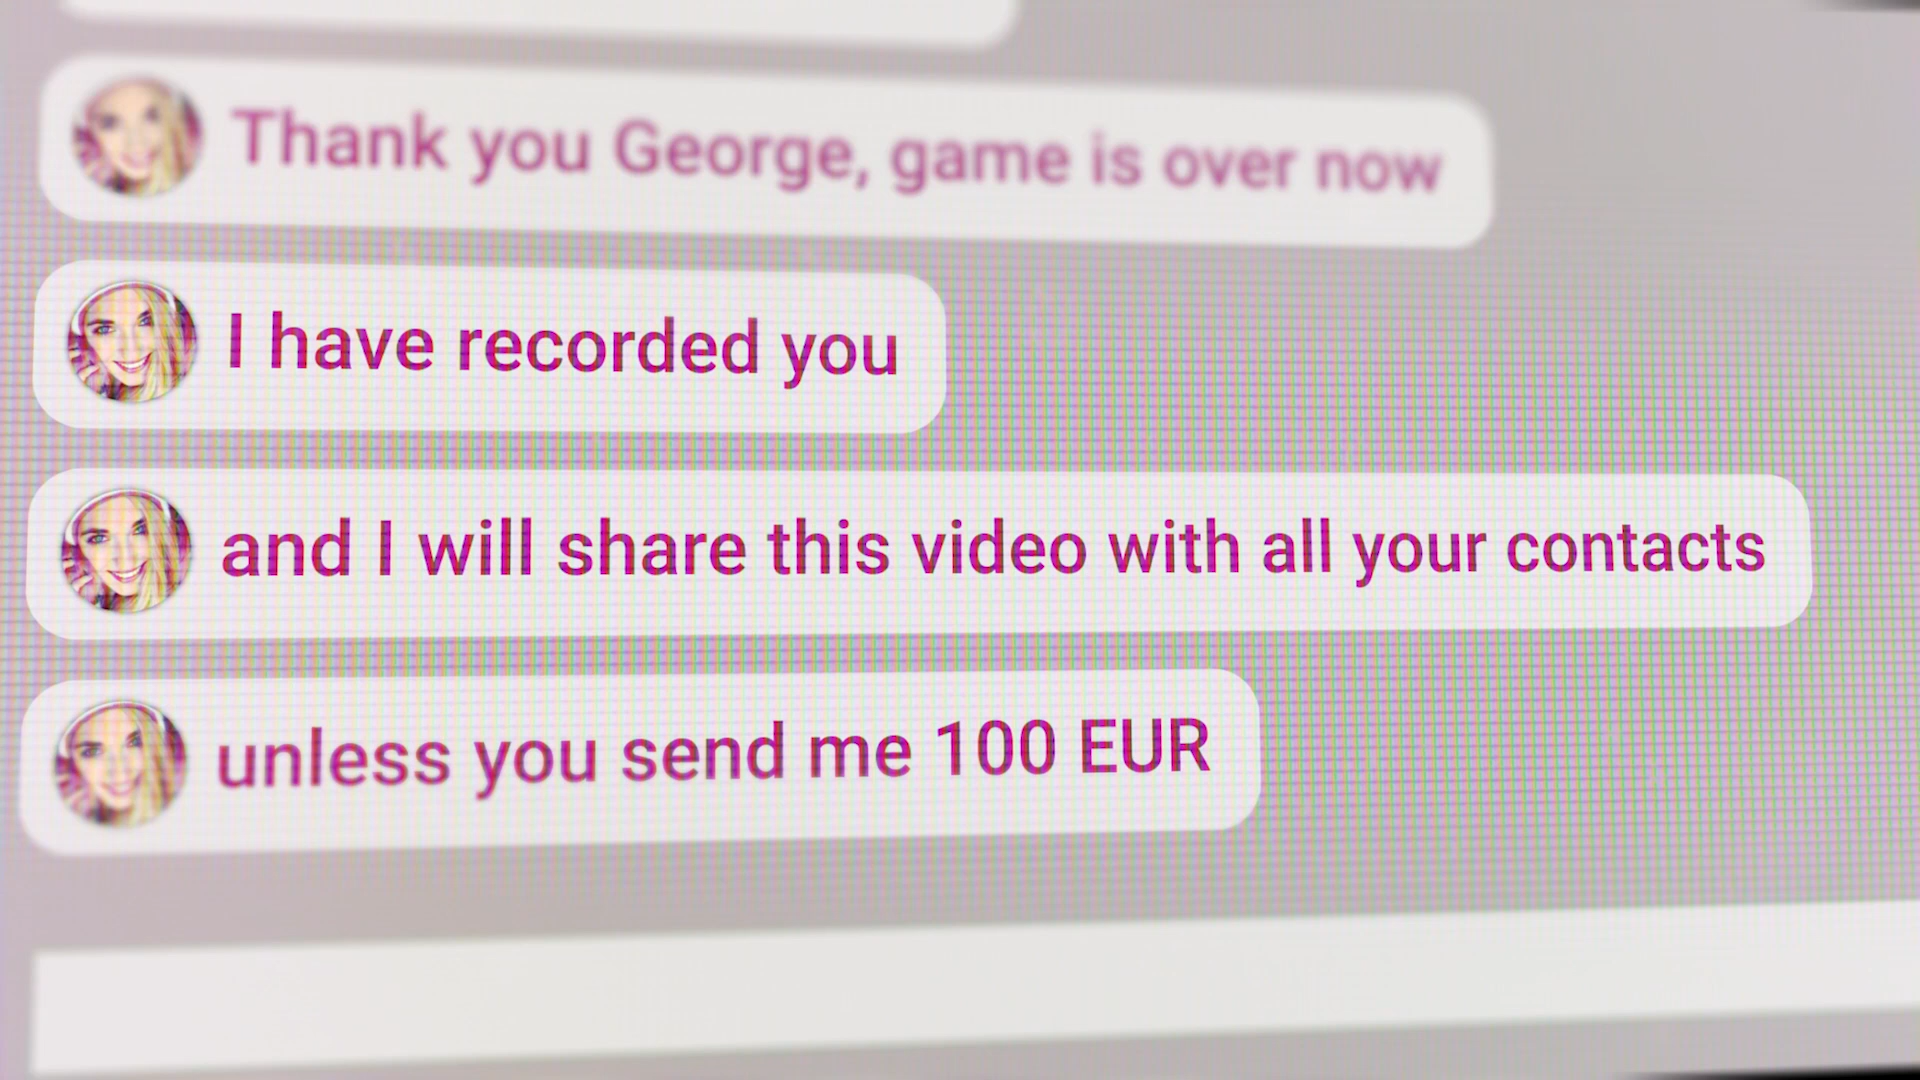 Thank you George, game is over now
I have recorded you
and I will share this video with all your contacts
unless you send me 100 EUR